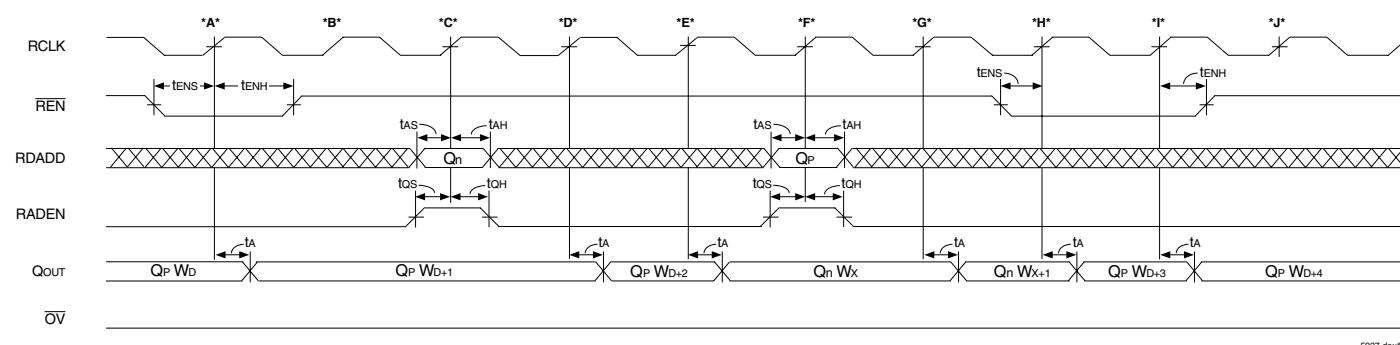 *A* *B* *C* *D* *E* *F* *G* *H* *I* *J*
RCLK
tENS tENH tENS tENH
REN
tAS tAH tAS tAH
RDADD Qn QP
tQS tQH tQS tQH
RADEN
tA tA tA tA tA tA
QOUT QP WD QP WD+1 QP WD+2 Qn WX Qn WX+1 QP WD+3 QP WD+4
OV